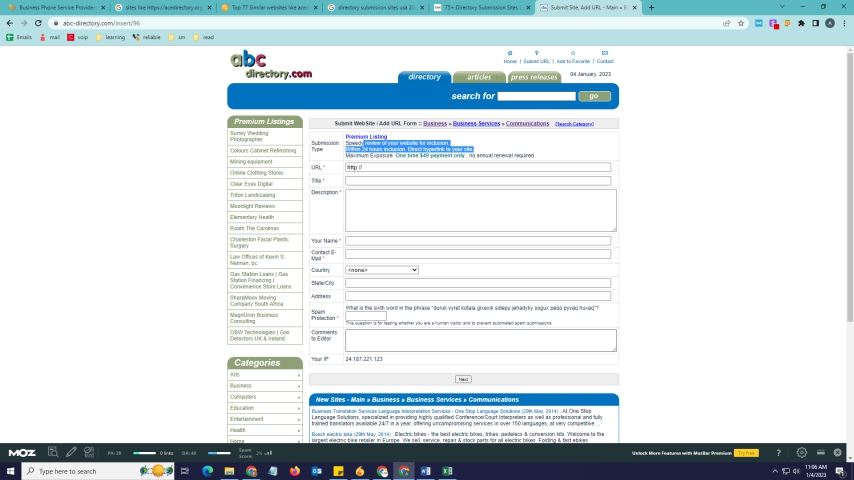 Business Phone Service Provider
sites like https://acedirectory.org
Top 77 Similar websites like ace
directory submission sites usa 20
75+ Directory Submission Sites
Submit Site, Add URL - Main » B
abc-directory.com/insert/96
Emails
mail
voip
learning
reliable
sm
read
abc
directory.com
Home | Submit URL | Add to Favorite | Contact
directory
articles
press releases
04 January, 2023
search for
go
Premium Listings
Surrey Wedding
Photographer
Colours Cabinet Refinishing
Mining equipment
Online Clothing Stores
Clear Eyes Digital
Triton Landscaping
Moonlight Reviews
Elementary Health
Roam The Carolinas
Charleston Facial Plastic
Surgery
Law Offices of Kevin S.
Neiman, pc
Gas Station Loans | Gas
Station Financing |
Convenience Store Loans
SharpMoov Moving
Company South Africa
MagnGron Business
Consulting
OBW Technologies | Gas
Detectors UK & Ireland
Categories
Arts »
Business »
Computers »
Education »
Entertainment »
Health »
Home »
Submit WebSite / Add URL Form :: Business » Business Services » Communications [Search Category]
Submission
Type
Premium Listing
Speedy review of your website for inclusion.
Within 24 hours inclusion. Direct hyperlink to your site.
Maximum Exposure. One time $49 payment only , no annual renewal required.
URL *
http://
Title *
Description *
Your Name *
Contact E-
Mail *
Country
<none>
State/City
Address
Spam
Protection *
What is the sixth word in the phrase "duruk vyret kotala gixexik sidepu jehadyky sogux peqo pyvaq huxaq"?
*This question is for testing whether you are a human visitor and to prevent automated spam submissions
Comments
to Editor
Your IP
24.187.221.123
Next
New Sites - Main » Business » Business Services » Communications
Business Translation Services Language Interpretation Services - One Stop Language Solutions (29th May, 2014) : At One Stop
Language Solutions, specialized in providing highly qualified Conference/Court Interpreters as well as professional and fully
trained translators available 24/7 in a year, offering uncompromising services in over 150 languages, at very competitive ...
Bosch electric bike (29th May, 2014) : Electric bikes - the best electric bikes, trikes, pedelecs & conversion kits. Welcome to the
largest electric bike retailer in Europe. We sell, service, repair & stock parts for all electric bikes. Folding & fast ebikes
MOZ
PA: 28
0 links
DA: 49
Spam
Score
2%
Unlock More Features with MozBar Premium
Try free
Type here to search
11:06 AM
1/4/2023